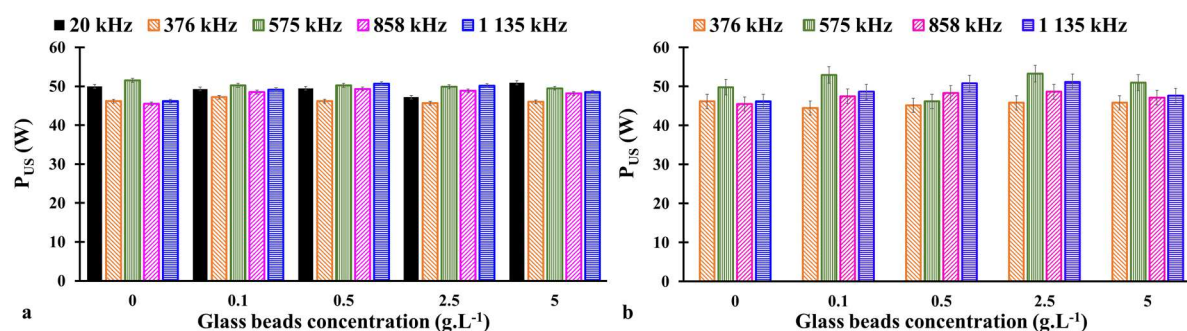 20 kHz 376 kHz 575 kHz 858 kHz 1 135 kHz
60
50
40
30
20
10
0
P_US (W)
0 0.1 0.5 2.5 5
a Glass beads concentration (g.L⁻¹)
376 kHz 575 kHz 858 kHz 1 135 kHz
60
50
40
30
20
10
0
P_US (W)
0 0.1 0.5 2.5 5
b Glass beads concentration (g.L⁻¹)